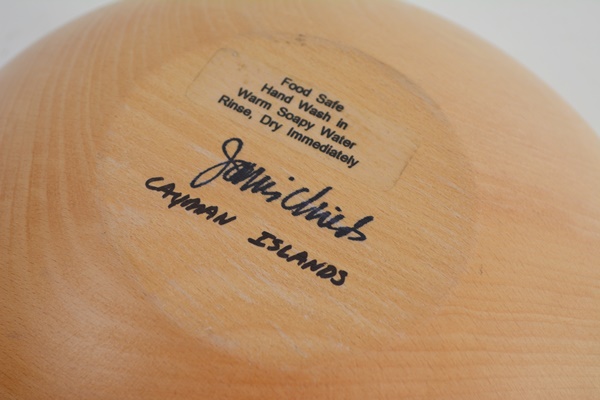 Food Safe
Hand Wash in
Warm Soapy Water
Rinse, Dry Immediately
CAYMAN ISLANDS